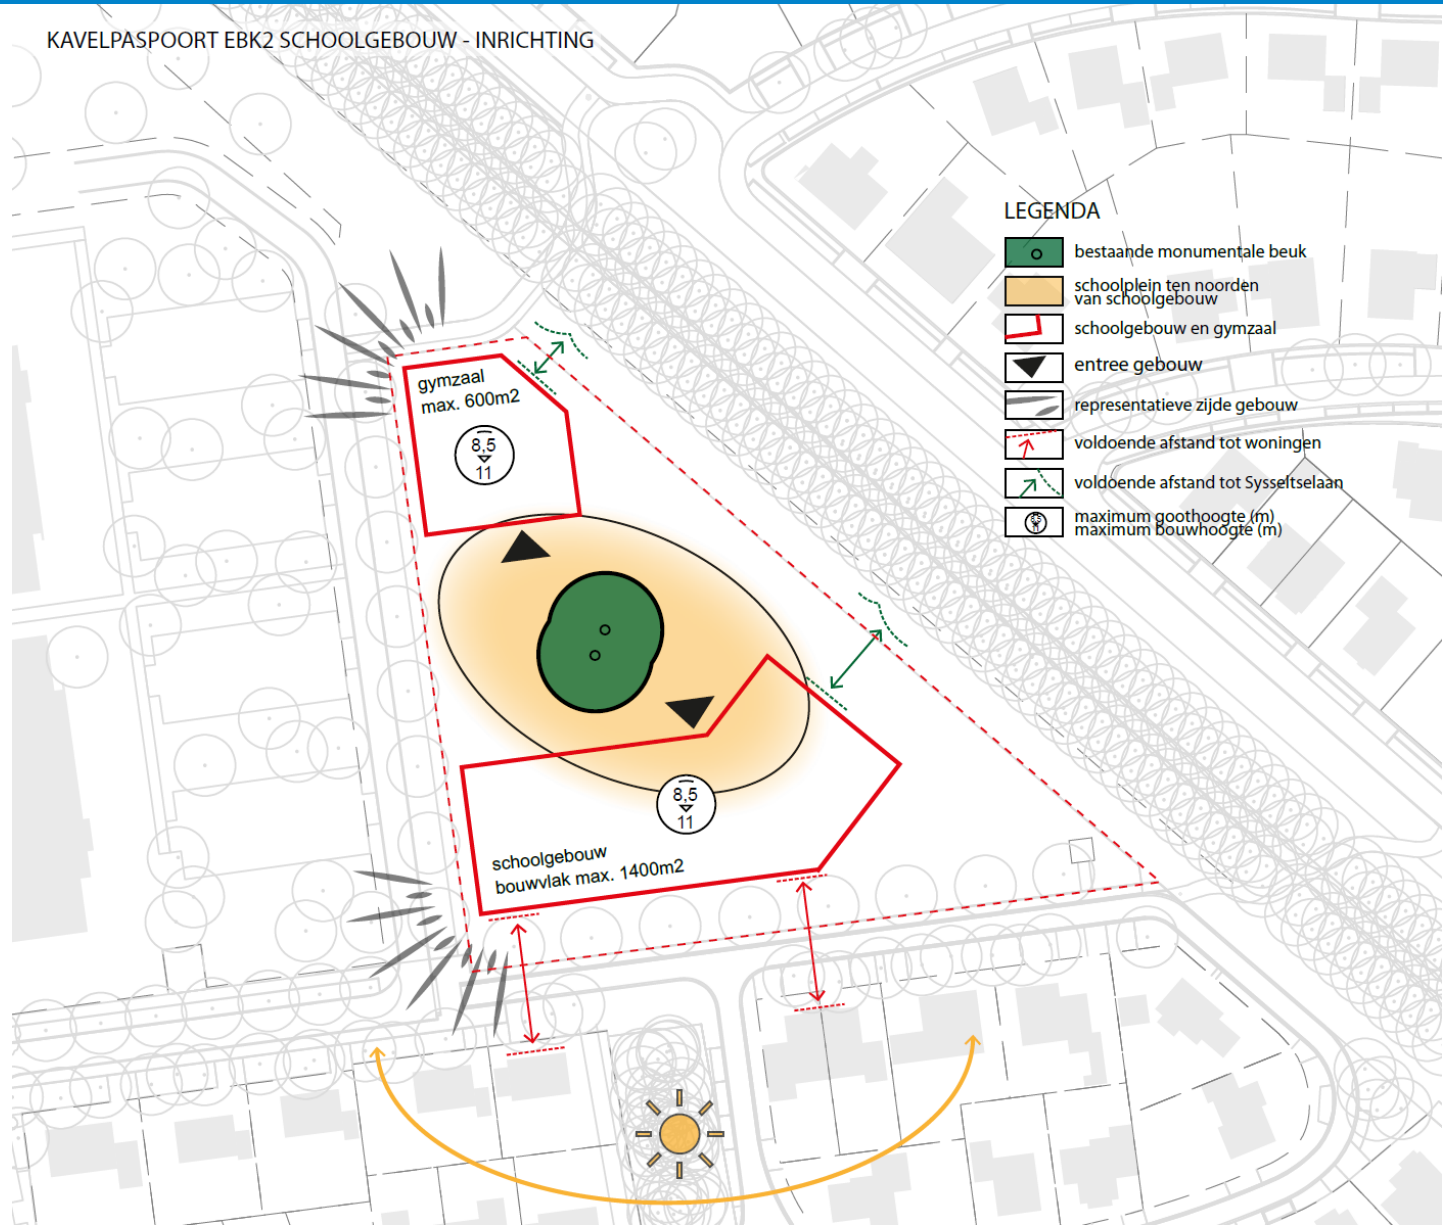 KAVELPASPOORT EBK2 SCHOOLGEBOUW - INRICHTING
LEGENDA
bestaande monumentale beuk
schoolplein ten noorden
van schoolgebouw
schoolgebouw en gymzaal
entree gebouw
representatieve zijde gebouw
voldoende afstand tot woningen
voldoende afstand tot Sysseltselaan
maximum goothoogte (m)
maximum bouwhoogte (m)
gymzaal
max. 600m2
8,5
11
8,5
11
schoolgebouw
bouwvlak max. 1400m2